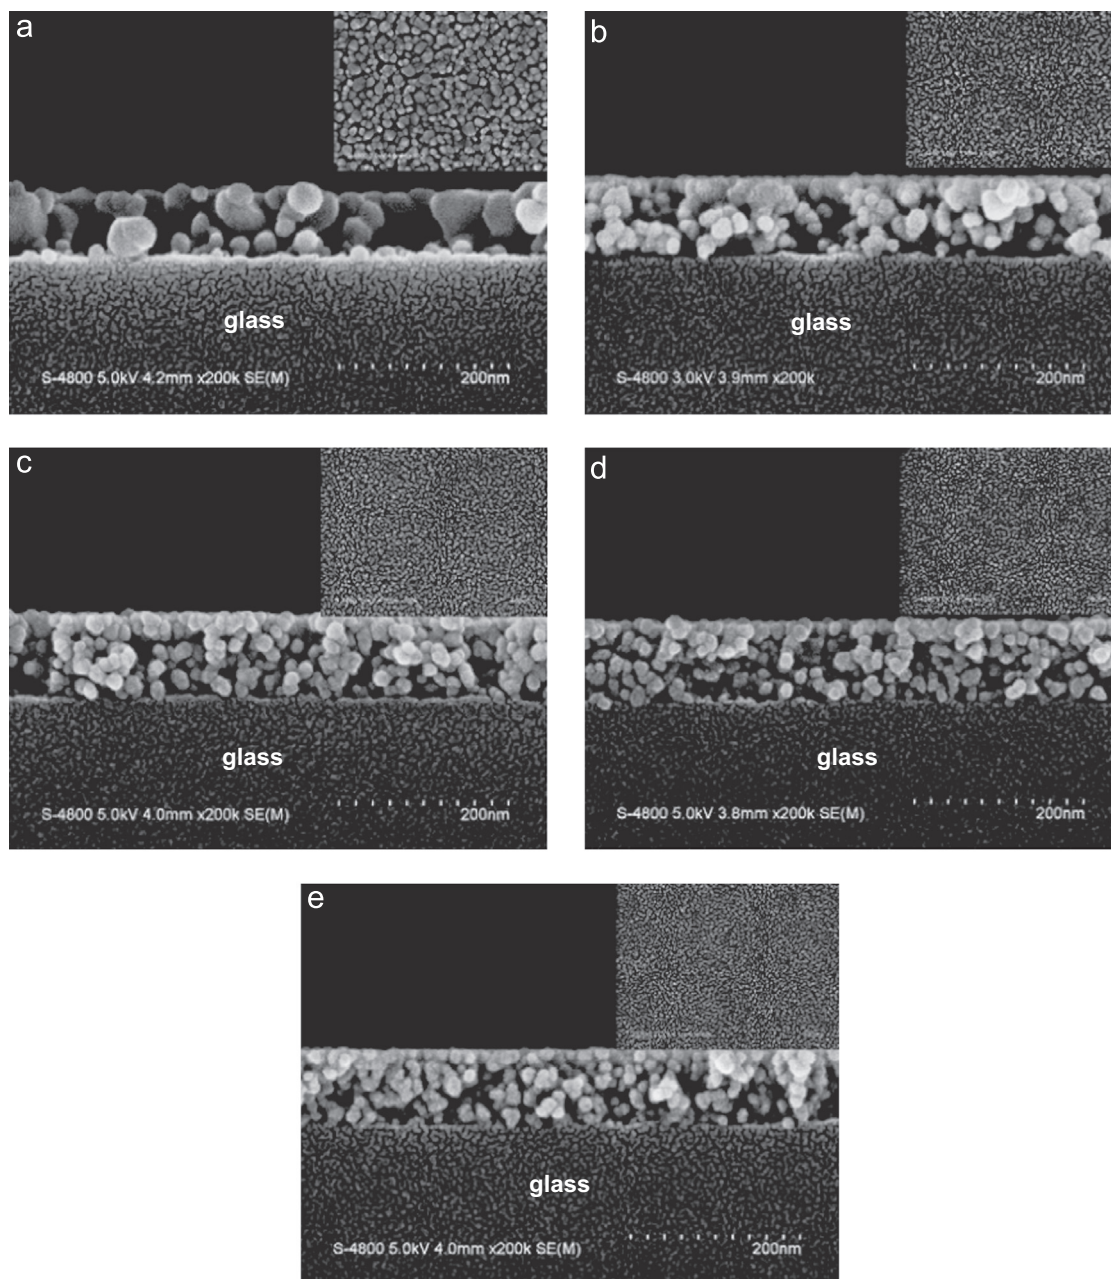 a
glass
S-4800 5.0kV 4.2mm x200k SE(M)
200nm
b
glass
S-4800 3.0kV 3.9mm x200k
200nm
c
glass
S-4800 5.0kV 4.0mm x200k SE(M)
200nm
d
glass
S-4800 5.0kV 3.8mm x200k SE(M)
200nm
e
glass
S-4800 5.0kV 4.0mm x200k SE(M)
200nm